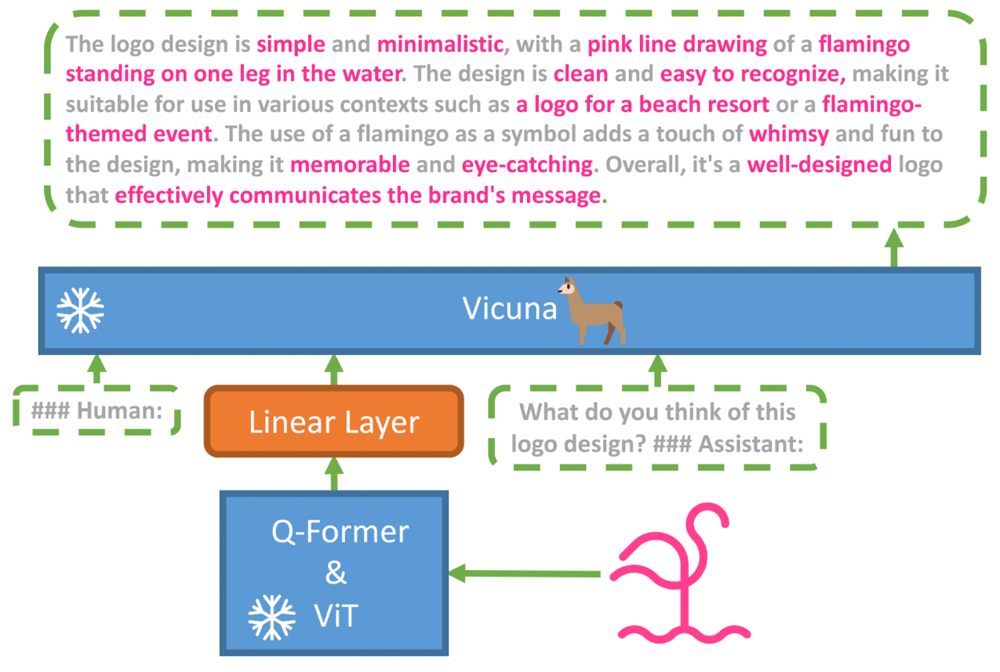 The logo design is simple and minimalistic, with a pink line drawing of a flamingo
standing on one leg in the water. The design is clean and easy to recognize, making it
suitable for use in various contexts such as a logo for a beach resort or a flamingo-
themed event. The use of a flamingo as a symbol adds a touch of whimsy and fun to
the design, making it memorable and eye-catching. Overall, it's a well-designed logo
that effectively communicates the brand's message.
Vicuna
### Human:
Linear Layer
What do you think of this
logo design? ### Assistant:
Q-Former
&
ViT